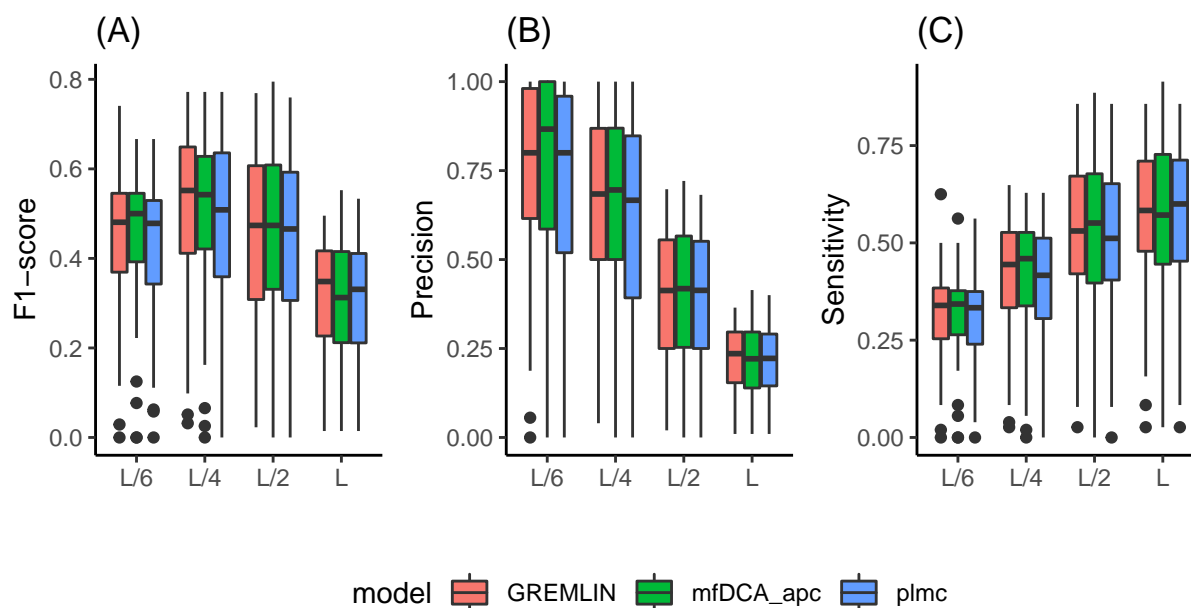 (A)
(B)
(C)
F1−score
0.8
0.6
0.4
0.2
0.0
L/6 L/4 L/2 L
Precision
1.00
0.75
0.50
0.25
0.00
L/6 L/4 L/2 L
Sensitivity
0.75
0.50
0.25
0.00
L/6 L/4 L/2 L
model GREMLIN mfDCA_apc plmc